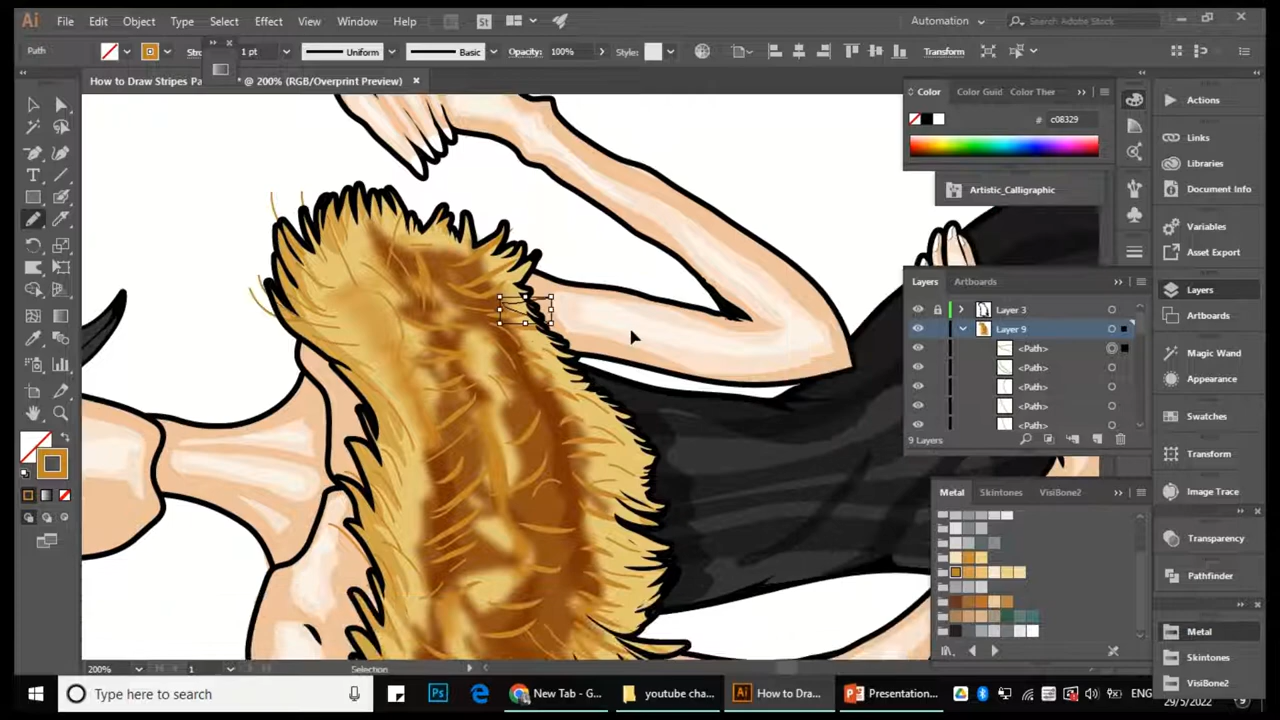 Ai File Edit Object Type Select Effect View Window Help Br St Automation Search Adobe Stock
Path 1 pt Uniform Basic Opacity: 100% Style: Transform
How to Draw Stripes Pa * @ 200% (RGB/Overprint Preview) ×
Color Color Guid Color Ther
# c08329
Artistic_Calligraphic
Layers Artboards
Layer 3
Layer 9
<Path>
<Path>
<Path>
<Path>
<Path>
9 Layers
Metal Skintones VisiBone2
Actions
Links
Libraries
Document Info
Variables
Asset Export
Layers
Artboards
Magic Wand
Appearance
Swatches
Transform
Image Trace
Transparency
Pathfinder
Metal
Skintones
VisiBone2
200% 1 Selection
Type here to search Ps New Tab - G... youtube cha... Ai How to Dra... Presentation... ENG
29/5/2022